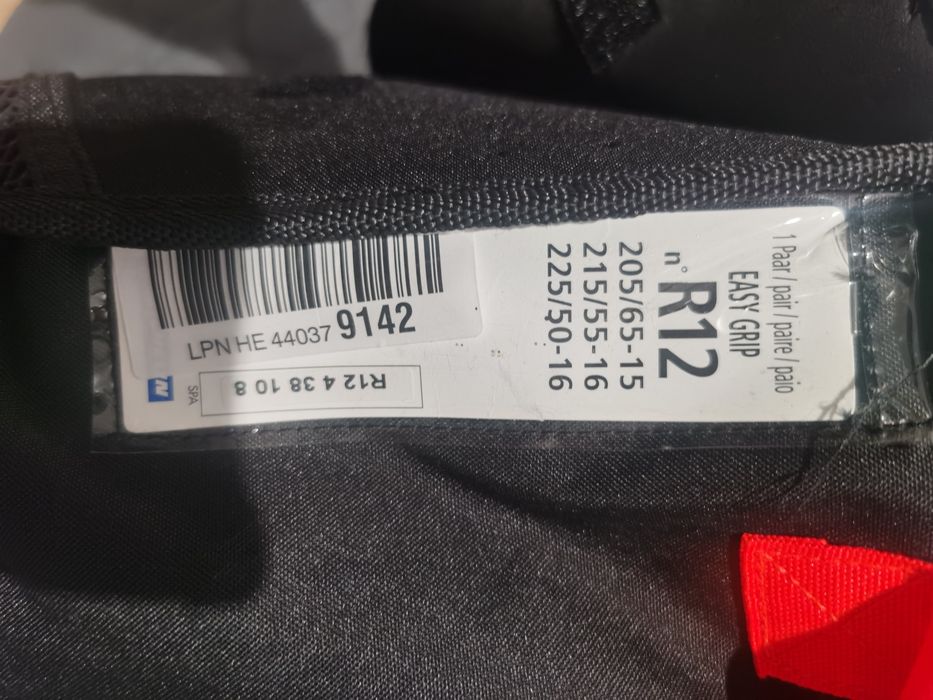 1 Paar / pair / paire / paio
EASY GRIP
n° R12
205/65-15
215/55-16
225/50-16
LPN HE 44037 9142
R12 4 38 10 8
SPA